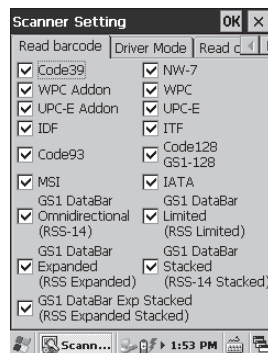 Scanner Setting OK ×
Read barcode Driver Mode Read
Code39 NW-7
WPC Addon WPC
UPC-E Addon UPC-E
IDF ITF
Code93 Code128
GS1-128
MSI IATA
GS1 DataBar
Omnidirectional
(RSS-14)
GS1 DataBar
Limited
(RSS Limited)
GS1 DataBar
Expanded
(RSS Expanded)
GS1 DataBar
Stacked
(RSS-14 Stacked)
GS1 DataBar Exp Stacked
(RSS Expanded Stacked)
Scann... 1:53 PM